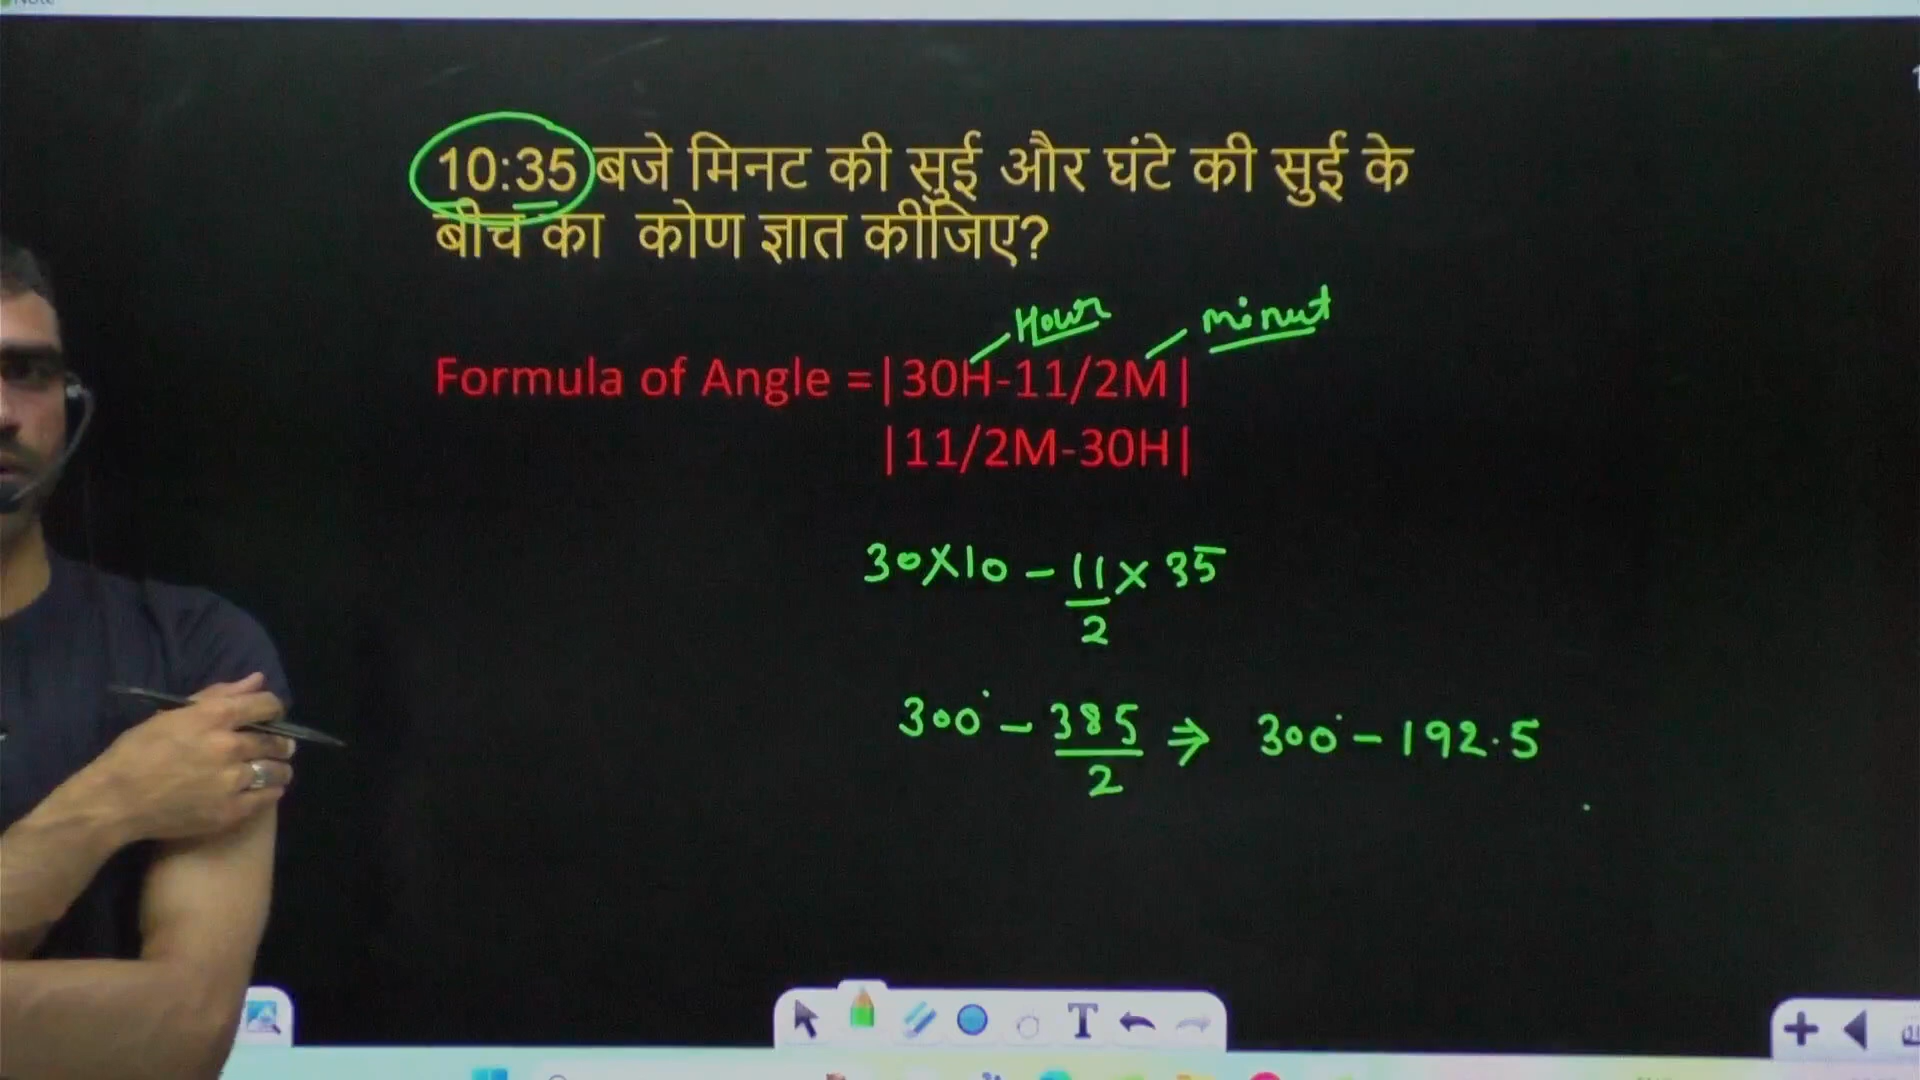 10:35 बजे मिनट की सुई और घंटे की सुई के
बीच का कोण ज्ञात कीजिए?
Hour minut
Formula of Angle =|30H-11/2M|
|11/2M-30H|
30×10 - 11/2 × 35
300° - 385/2 ⇒ 300° - 192.5
T